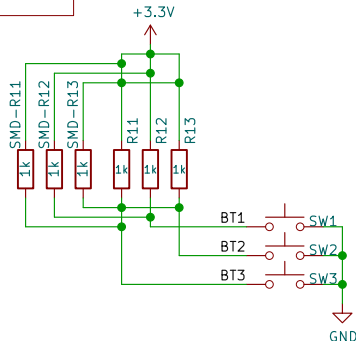 +3.3V
SMD-R11
SMD-R12
SMD-R13
R11
R12
R13
1k
1k
1k
1k
1k
1k
BT1
SW1
BT2
SW2
BT3
SW3
GND